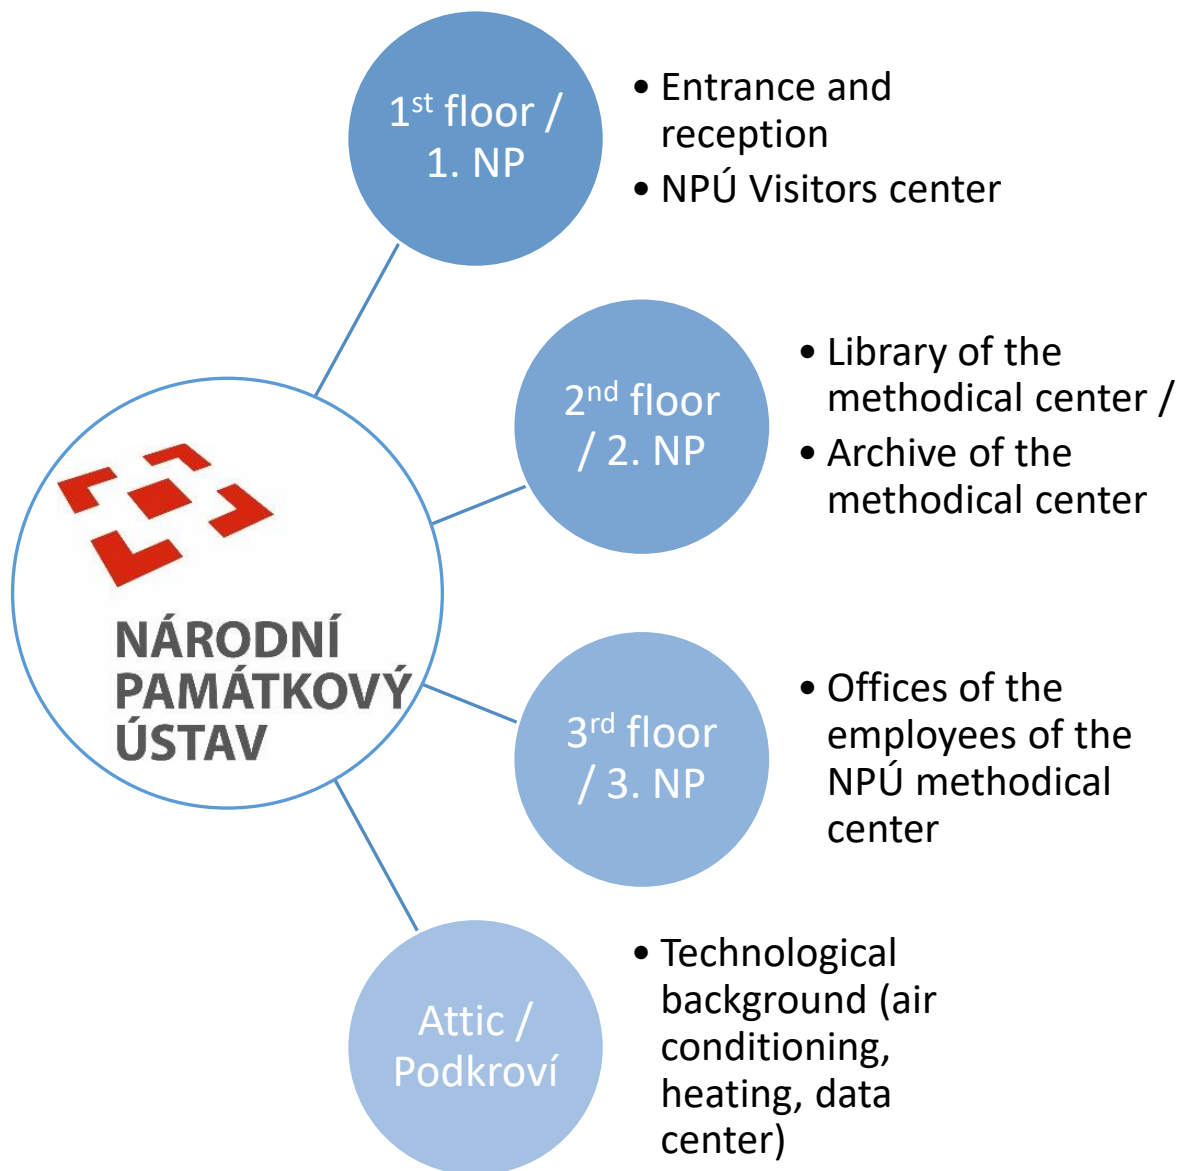 1st floor /
1. NP
• Entrance and
reception
• NPÚ Visitors center
2nd floor
/ 2. NP
• Library of the
methodical center /
• Archive of the
methodical center
NÁRODNÍ
PAMÁTKOVÝ
ÚSTAV
3rd floor
/ 3. NP
• Offices of the
employees of the
NPÚ methodical
center
Attic /
Podkroví
• Technological
background (air
conditioning,
heating, data
center)